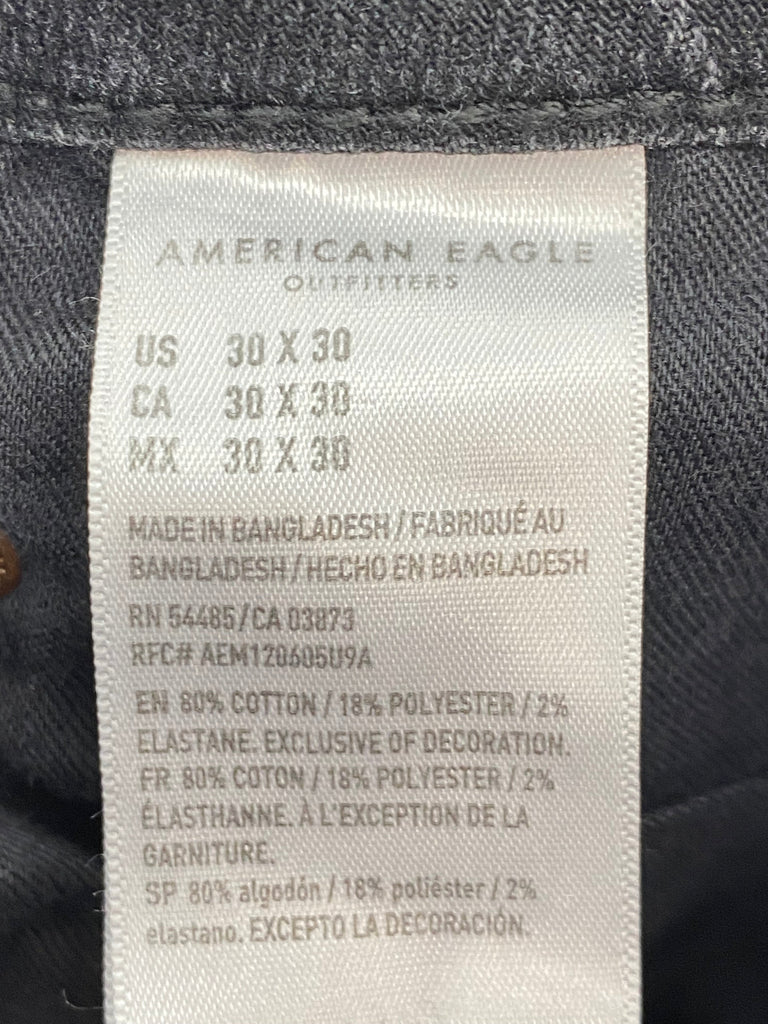 AMERICAN EAGLE
OUTFITTERS
US 30 X 30
CA 30 X 30
MX 30 X 30
MADE IN BANGLADESH / FABRIQUÉ AU
BANGLADESH / HECHO EN BANGLADESH
RN 54485 / CA 03873
RFC# AEM120605U9A
EN 80% COTTON / 18% POLYESTER / 2%
ELASTANE. EXCLUSIVE OF DECORATION.
FR 80% COTON / 18% POLYESTER / 2%
ÉLASTHANNE. À L'EXCEPTION DE LA
GARNITURE.
SP 80% algodón / 18% poliéster / 2%
elastano. EXCEPTO LA DECORACIÓN.